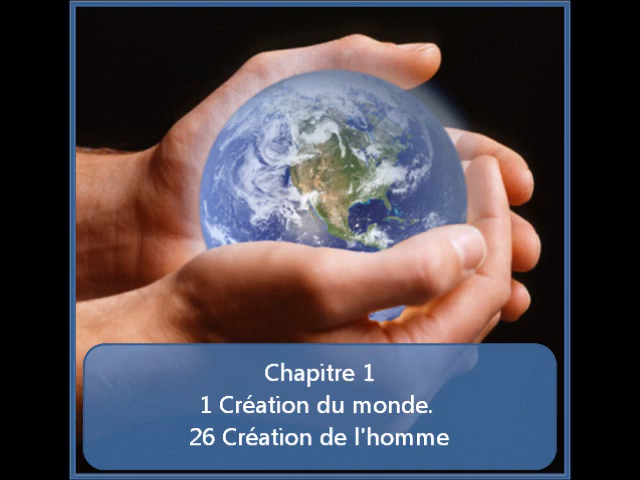 Chapitre 1
1 Création du monde.
26 Création de l'homme